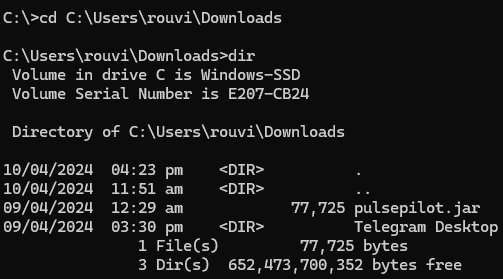 C:\>cd C:\Users\rouvi\Downloads
C:\Users\rouvi\Downloads>dir
Volume in drive C is Windows-SSD
Volume Serial Number is E207-CB24
Directory of C:\Users\rouvi\Downloads
10/04/2024  04:23 pm    <DIR>          .
10/04/2024  11:51 am    <DIR>          ..
09/04/2024  12:29 am            77,725 pulsepilot.jar
09/04/2024  03:30 pm    <DIR>          Telegram Desktop
1 File(s)         77,725 bytes
3 Dir(s)  652,473,700,352 bytes free